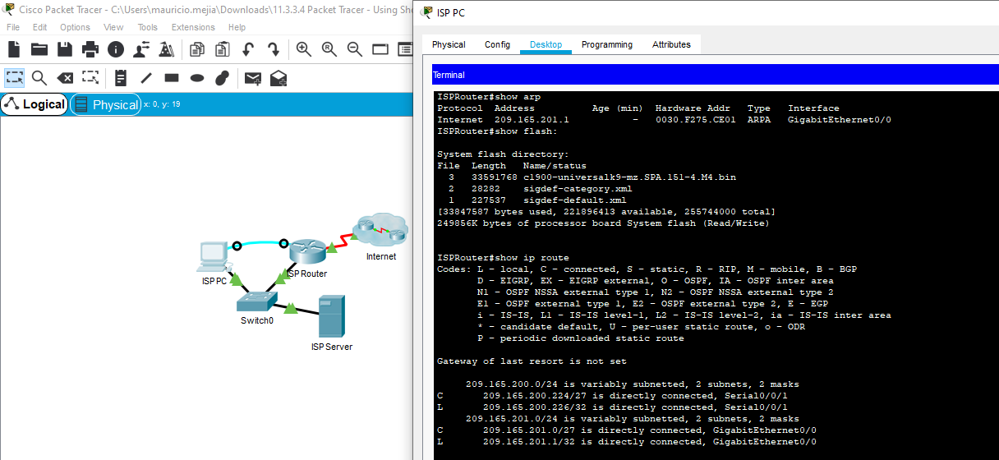 Cisco Packet Tracer - C:\Users\mauricio.mejia\Downloads\11.3.3.4 Packet Tracer - Using Sho
File Edit Options View Tools Extensions Help
Logical Physical x: 0, y: 19
Internet
ISP PC
ISP Router
Switch0
ISP Server
ISP PC
Physical Config Desktop Programming Attributes
Terminal
ISPRouter#show arp
Protocol Address Age (min) Hardware Addr Type Interface
Internet 209.165.201.1 - 0030.F275.CE01 ARPA GigabitEthernet0/0
ISPRouter#show flash:
System flash directory:
File Length Name/status
3 33591768 c1900-universalk9-mz.SPA.151-4.M4.bin
2 28282 sigdef-category.xml
1 227537 sigdef-default.xml
[33847587 bytes used, 221896413 available, 255744000 total]
249856K bytes of processor board System flash (Read/Write)
ISPRouter#show ip route
Codes: L - local, C - connected, S - static, R - RIP, M - mobile, B - BGP
D - EIGRP, EX - EIGRP external, O - OSPF, IA - OSPF inter area
N1 - OSPF NSSA external type 1, N2 - OSPF NSSA external type 2
E1 - OSPF external type 1, E2 - OSPF external type 2, E - EGP
i - IS-IS, L1 - IS-IS level-1, L2 - IS-IS level-2, ia - IS-IS inter area
* - candidate default, U - per-user static route, o - ODR
P - periodic downloaded static route
Gateway of last resort is not set
209.165.200.0/24 is variably subnetted, 2 subnets, 2 masks
C 209.165.200.224/27 is directly connected, Serial0/0/1
L 209.165.200.226/32 is directly connected, Serial0/0/1
209.165.201.0/24 is variably subnetted, 2 subnets, 2 masks
C 209.165.201.0/27 is directly connected, GigabitEthernet0/0
L 209.165.201.1/32 is directly connected, GigabitEthernet0/0